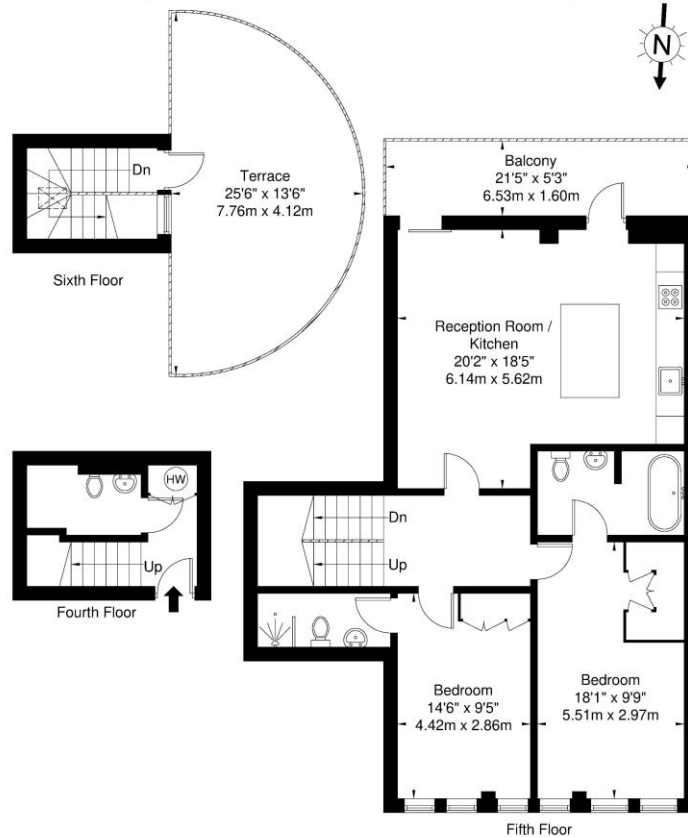 N
Dn
Terrace
25'6" x 13'6"
7.76m x 4.12m
Sixth Floor
Balcony
21'5" x 5'3"
6.53m x 1.60m
Reception Room /
Kitchen
20'2" x 18'5"
6.14m x 5.62m
HW
Up
Fourth Floor
Dn
Up
Bedroom
14'6" x 9'5"
4.42m x 2.86m
Bedroom
18'1" x 9'9"
5.51m x 2.97m
Fifth Floor